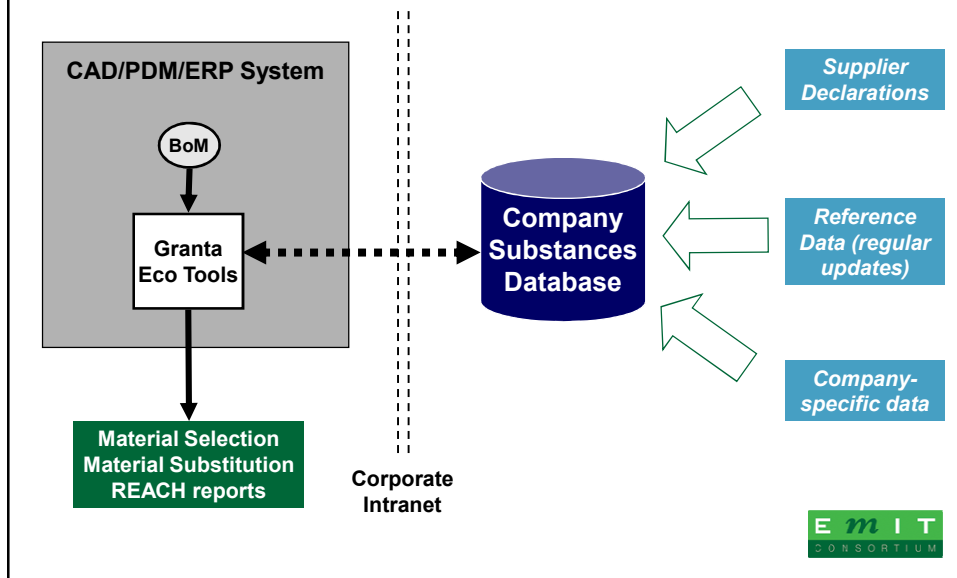 CAD/PDM/ERP System
BoM
Granta
Eco Tools
Material Selection
Material Substitution
REACH reports
Corporate
Intranet
Company
Substances
Database
Supplier
Declarations
Reference
Data (regular
updates)
Company-
specific data
E m I T
CONSORTIUM